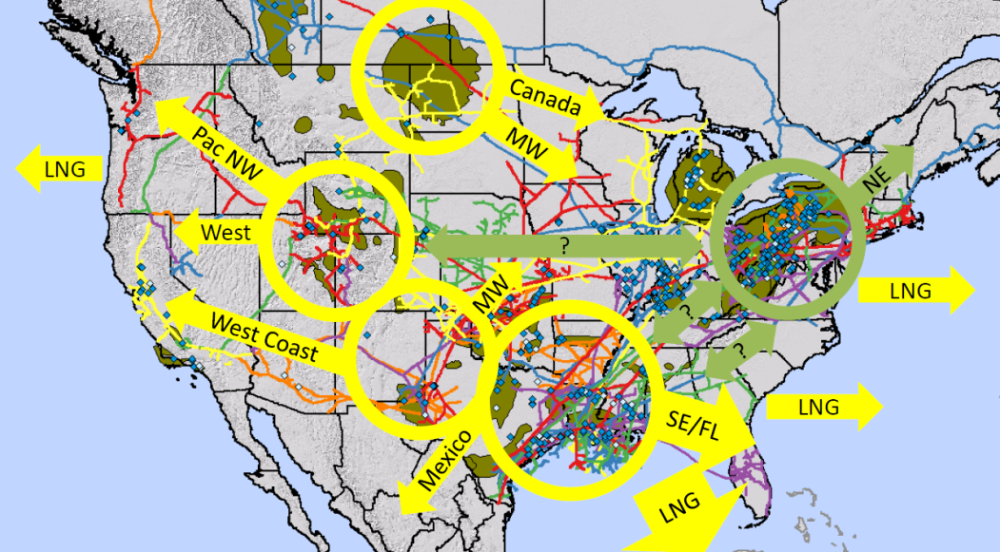 Canada
MW
Pac NW
LNG
NE
West
?
MW
LNG
?
West Coast
?
LNG
SE/FL
Mexico
LNG